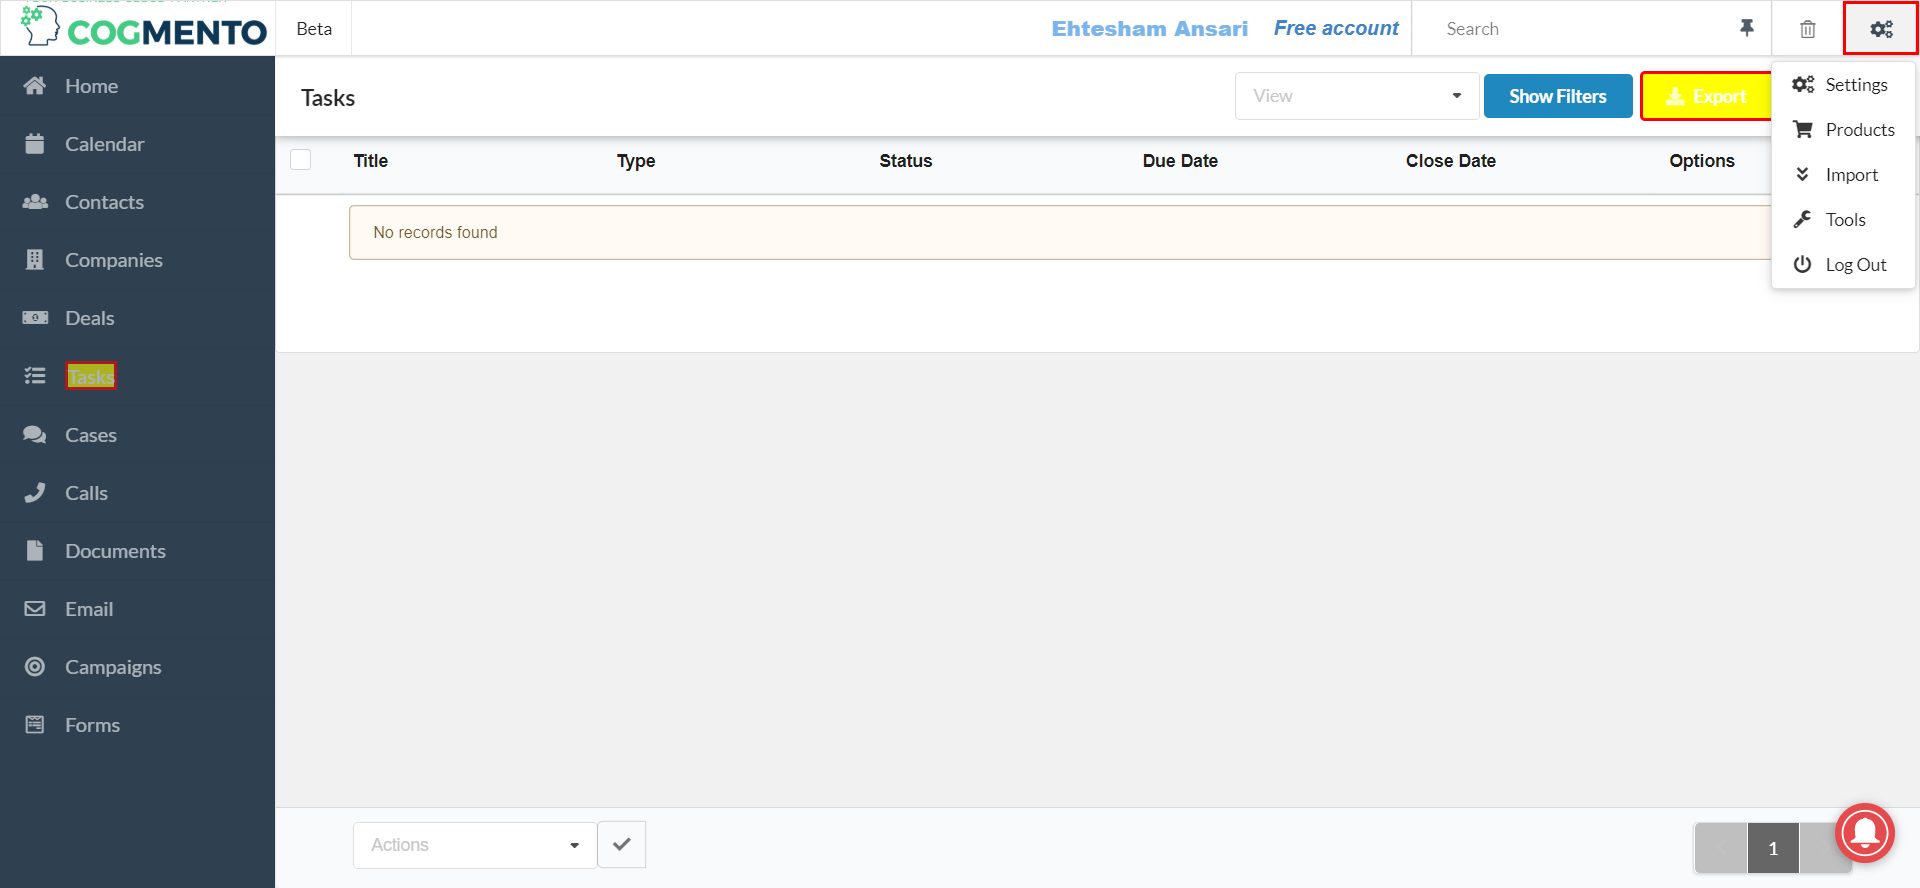 COGMENTO
Beta
Ehtesham Ansari
Free account
Search
Home
Calendar
Contacts
Companies
Deals
Tasks
Cases
Calls
Documents
Email
Campaigns
Forms
Tasks
View
Show Filters
Export
Settings
Products
Import
Tools
Log Out
Title Type Status Due Date Close Date Options
No records found
Actions
1